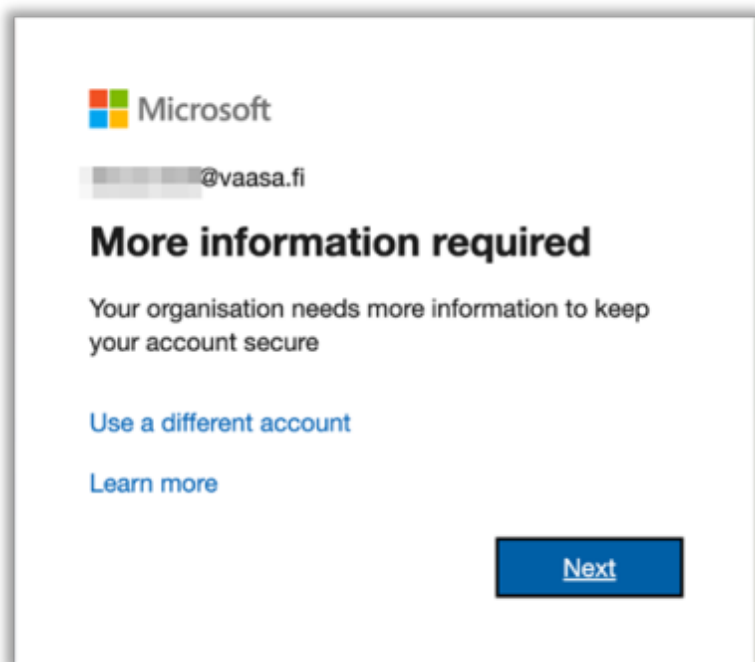 Microsoft
@vaasa.fi
More information required
Your organisation needs more information to keep
your account secure
Use a different account
Learn more
Next